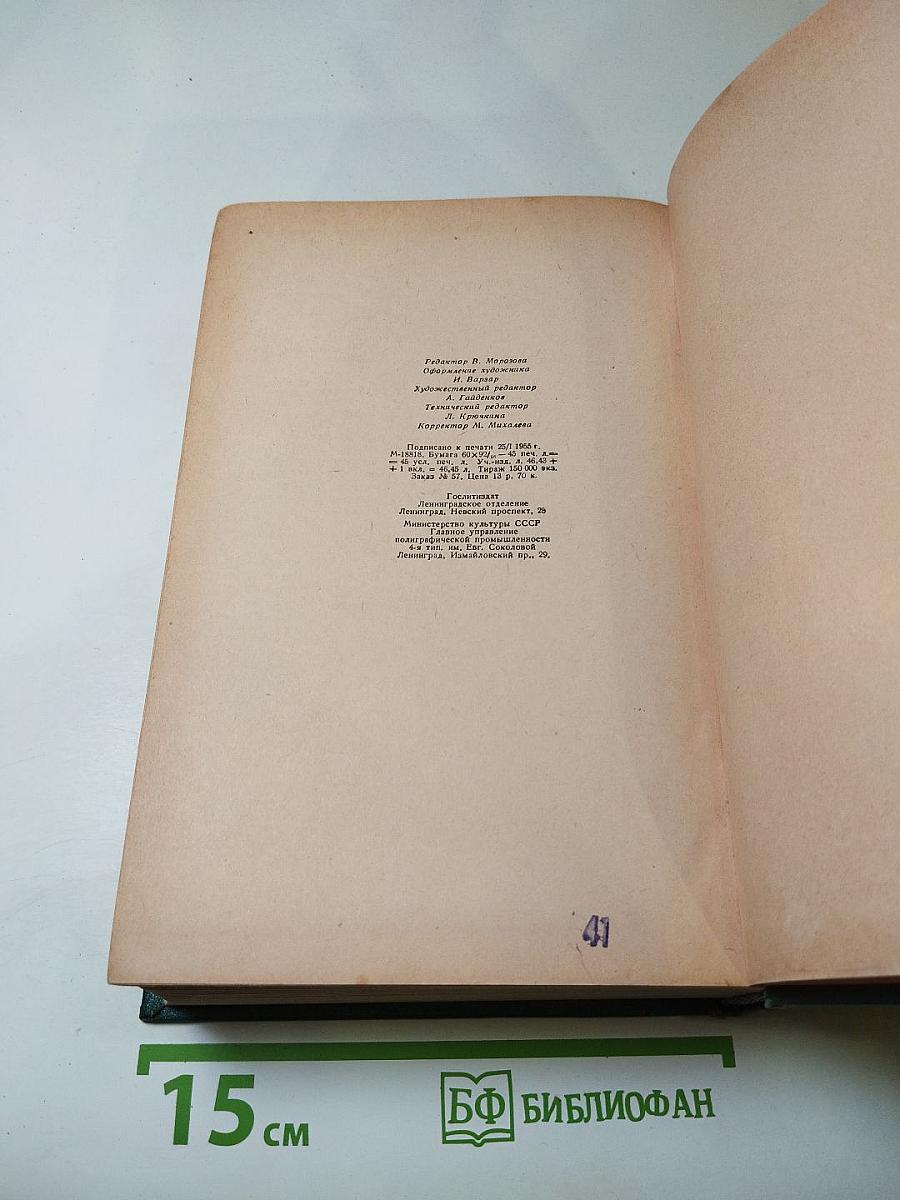 Редактор В. Морозова
Оформление художника
И. Варзар
Художественный редактор
А. Гайденков
Технический редактор
Л. Крючкина
Корректор М. Михалева
Подписано к печати 25/I 1955 г.
М-18818. Бумага 60×92/₁₆ — 45 печ. л.=
= 45 усл. печ. л. Уч.-изд. л. 46,43 +
+ 1 вкл. = 46,45 л. Тираж 150 000 экз.
Заказ № 57. Цена 13 р. 70 к.
Гослитиздат
Ленинградское отделение
Ленинград, Невский проспект, 28
Министерство культуры СССР
Главное управление
полиграфической промышленности
4-я тип. им. Евг. Соколовой
Ленинград, Измайловский пр., 29.
41
15 см
БФ БИБЛИОФАН